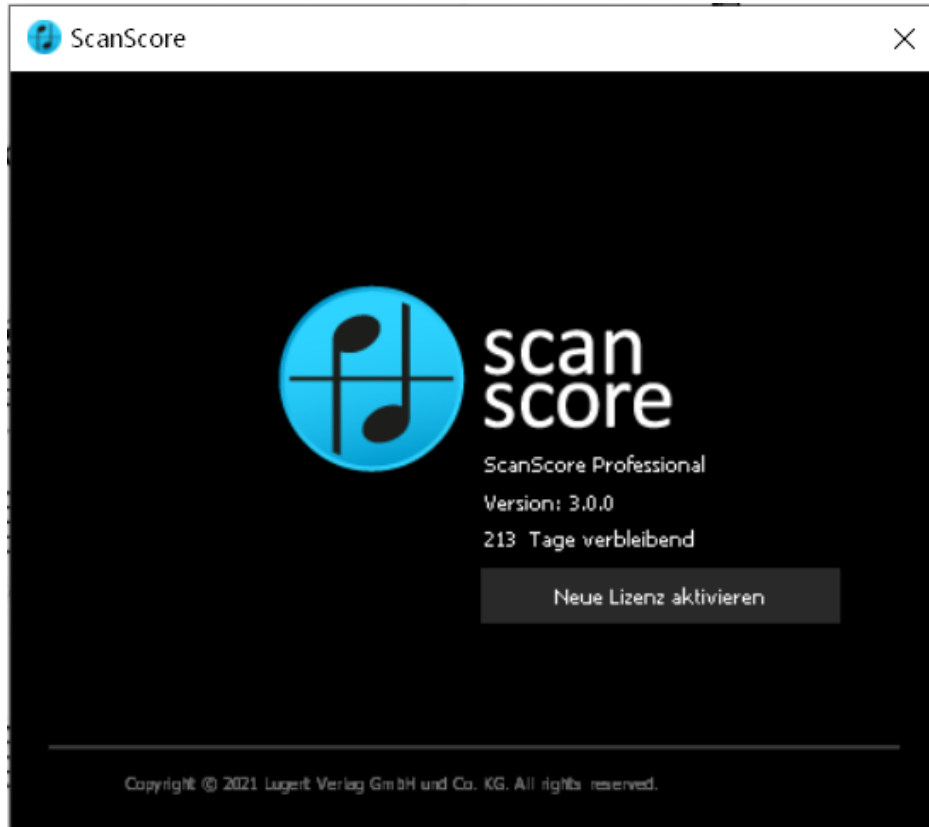 ScanScore
scan
score
ScanScore Professional
Version: 3.0.0
213 Tage verbleibend
Neue Lizenz aktivieren
Copyright © 2021 Lugert Verlag GmbH und Co. KG. All rights reserved.